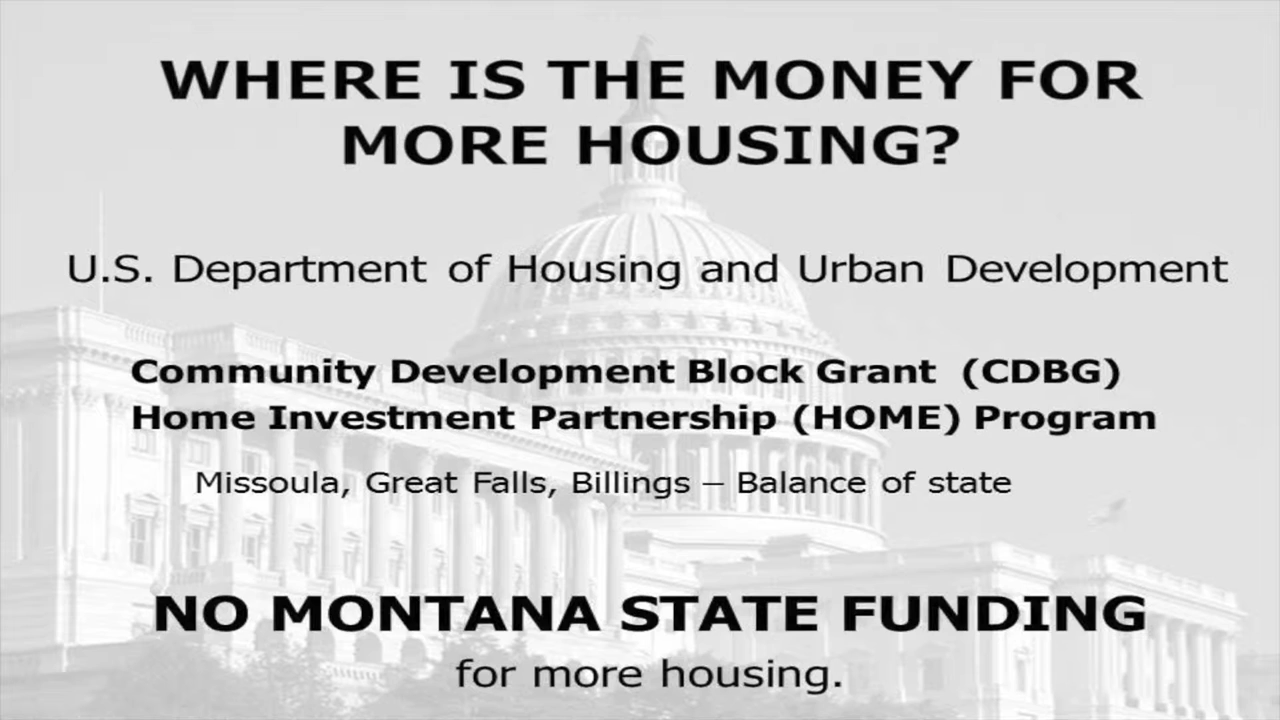 WHERE IS THE MONEY FOR
MORE HOUSING?
U.S. Department of Housing and Urban Development
Community Development Block Grant (CDBG)
Home Investment Partnership (HOME) Program
Missoula, Great Falls, Billings – Balance of state
NO MONTANA STATE FUNDING
for more housing.